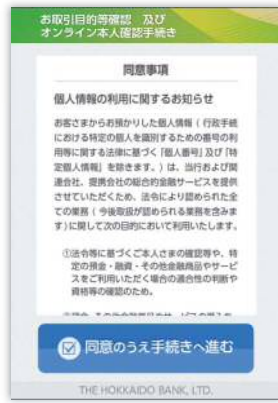 お取引目的等確認 及び
オンライン本人確認手続き
同意事項
個人情報の利用に関するお知らせ
お客さまからお預かりした個人情報（行政手続
における特定の個人を識別するための番号の利
用等に関する法律に基づく「個人番号」及び「特
定個人情報」を除きます。）は、当行および関
連会社、提携会社の総合的金融サービスを提供
させていただくため、法令により認められた全
ての業務（今後取扱が認められる業務を含みま
す）に関して次の目的において利用いたします。
①法令等に基づくご本人さまの確認等や、特
定の預金・融資・その他金融商品やサービ
スをご利用いただく場合の適合性の判断や
資格等の確認のため。
同意のうえ手続きへ進む
THE HOKKAIDO BANK, LTD.